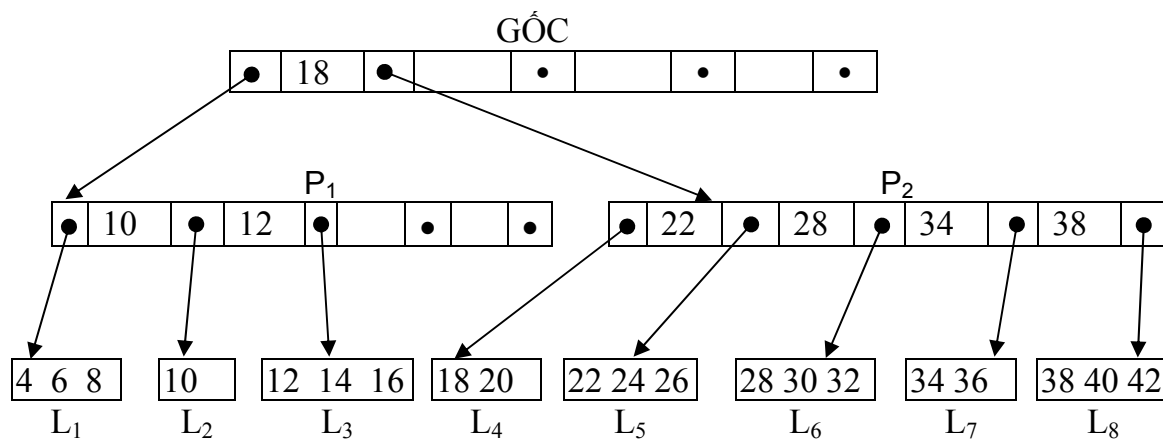 GỐC
18
P₁ P₂
10 12 22 28 34 38
4 6 8 10 12 14 16 18 20 22 24 26 28 30 32 34 36 38 40 42
L₁ L₂ L₃ L₄ L₅ L₆ L₇ L₈